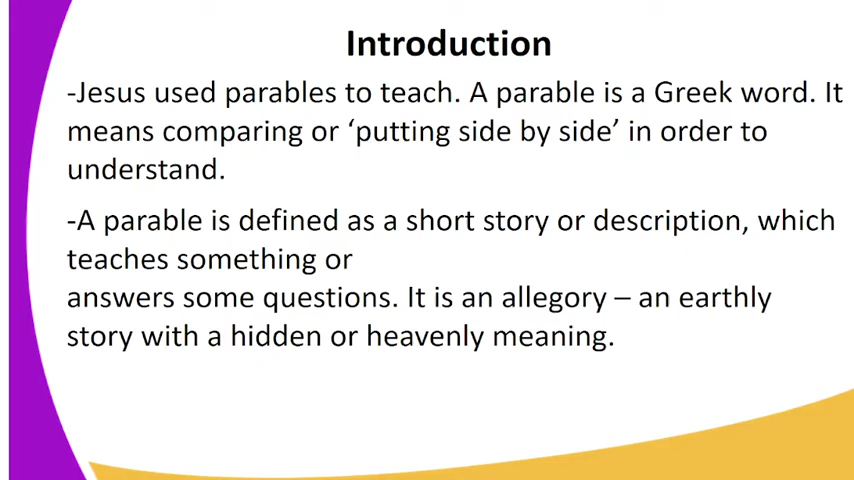 Introduction
-Jesus used parables to teach. A parable is a Greek word. It
means comparing or ‘putting side by side’ in order to
understand.
-A parable is defined as a short story or description, which
teaches something or
answers some questions. It is an allegory – an earthly
story with a hidden or heavenly meaning.